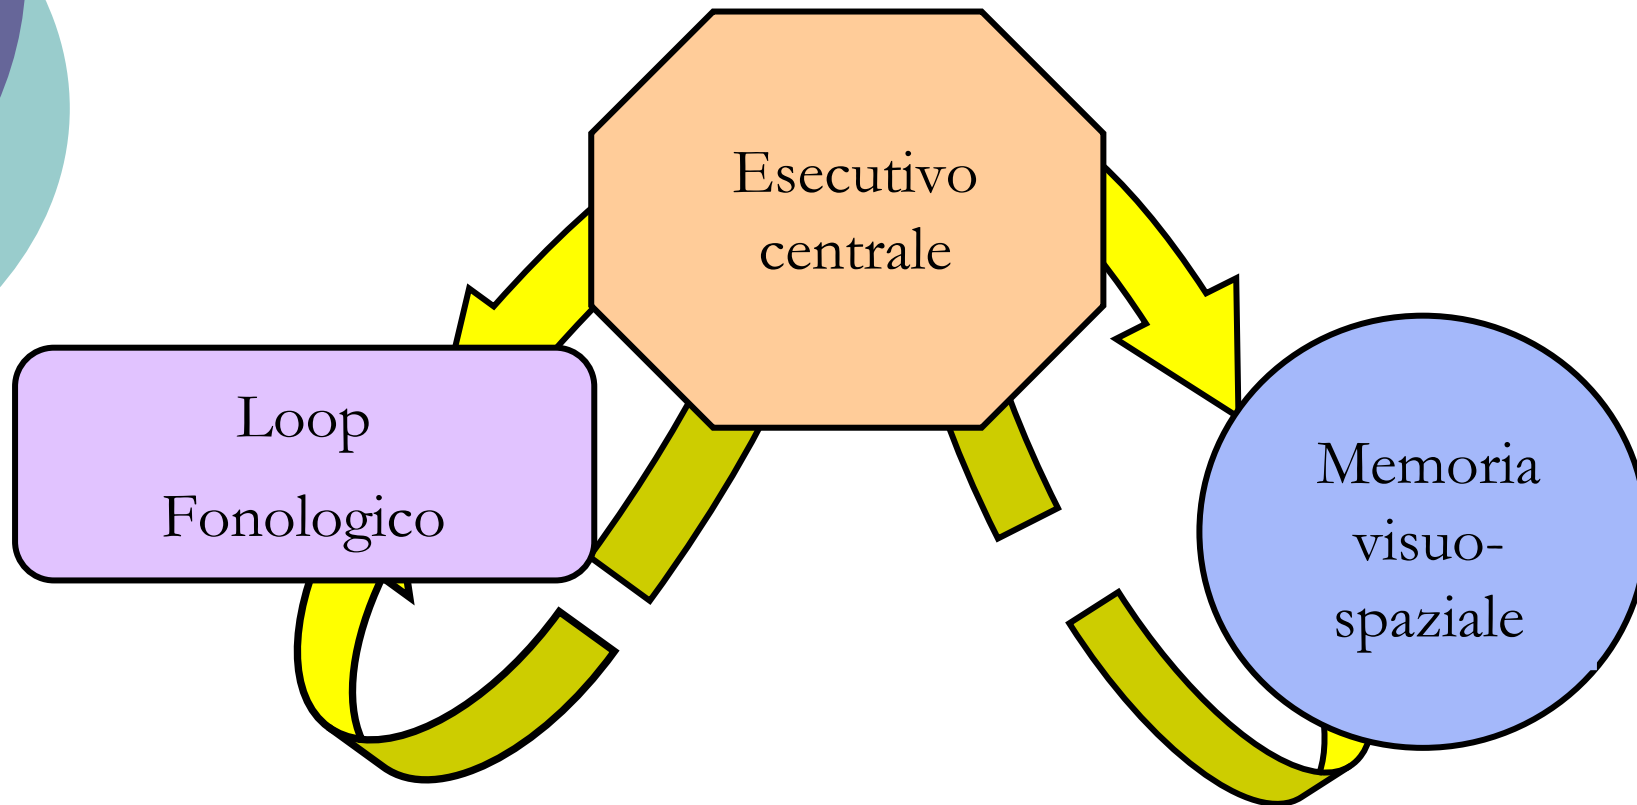 Esecutivo
centrale
Loop
Fonologico
Memoria
visuo-
spaziale